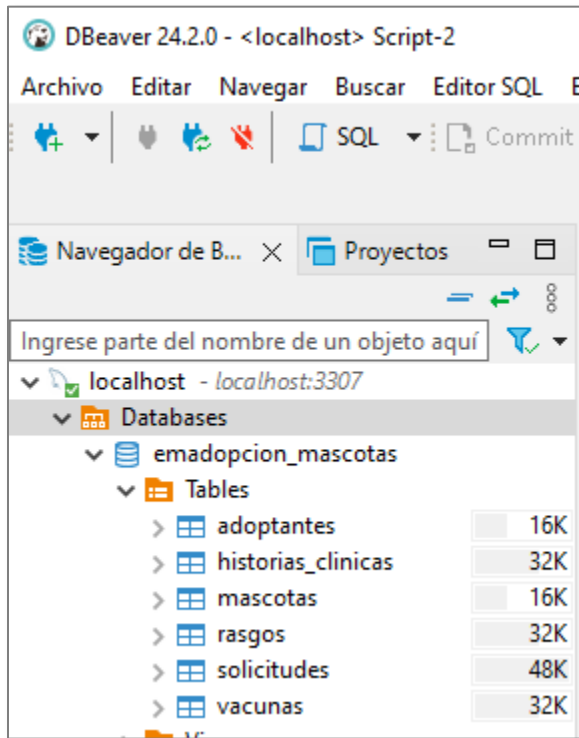 DBeaver 24.2.0 - <localhost> Script-2
Archivo Editar Navegar Buscar Editor SQL
SQL Commit
Navegador de B... Proyectos
Ingrese parte del nombre de un objeto aquí
localhost - localhost:3307
Databases
emadopcion_mascotas
Tables
adoptantes 16K
historias_clinicas 32K
mascotas 16K
rasgos 32K
solicitudes 48K
vacunas 32K